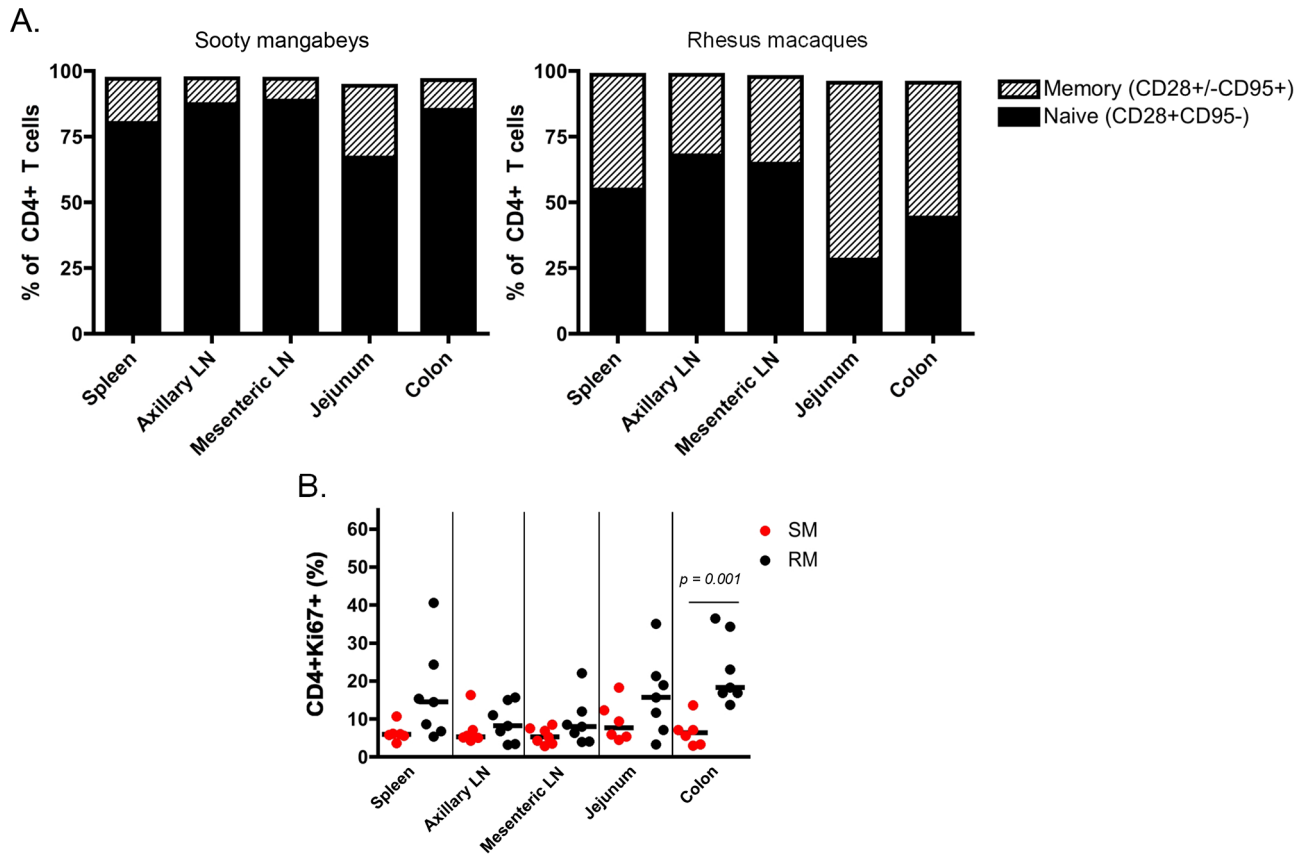 A.
Sooty mangabeys
Rhesus macaques
% of CD4+ T cells
100
75
50
25
0
Spleen
Axillary LN
Mesenteric LN
Jejunum
Colon
% of CD4+ T cells
100
75
50
25
0
Spleen
Axillary LN
Mesenteric LN
Jejunum
Colon
Memory (CD28+/-CD95+)
Naive (CD28+CD95-)
B.
CD4+Ki67+ (%)
60
50
40
30
20
10
0
Spleen
Axillary LN
Mesenteric LN
Jejunum
Colon
p = 0.001
SM
RM